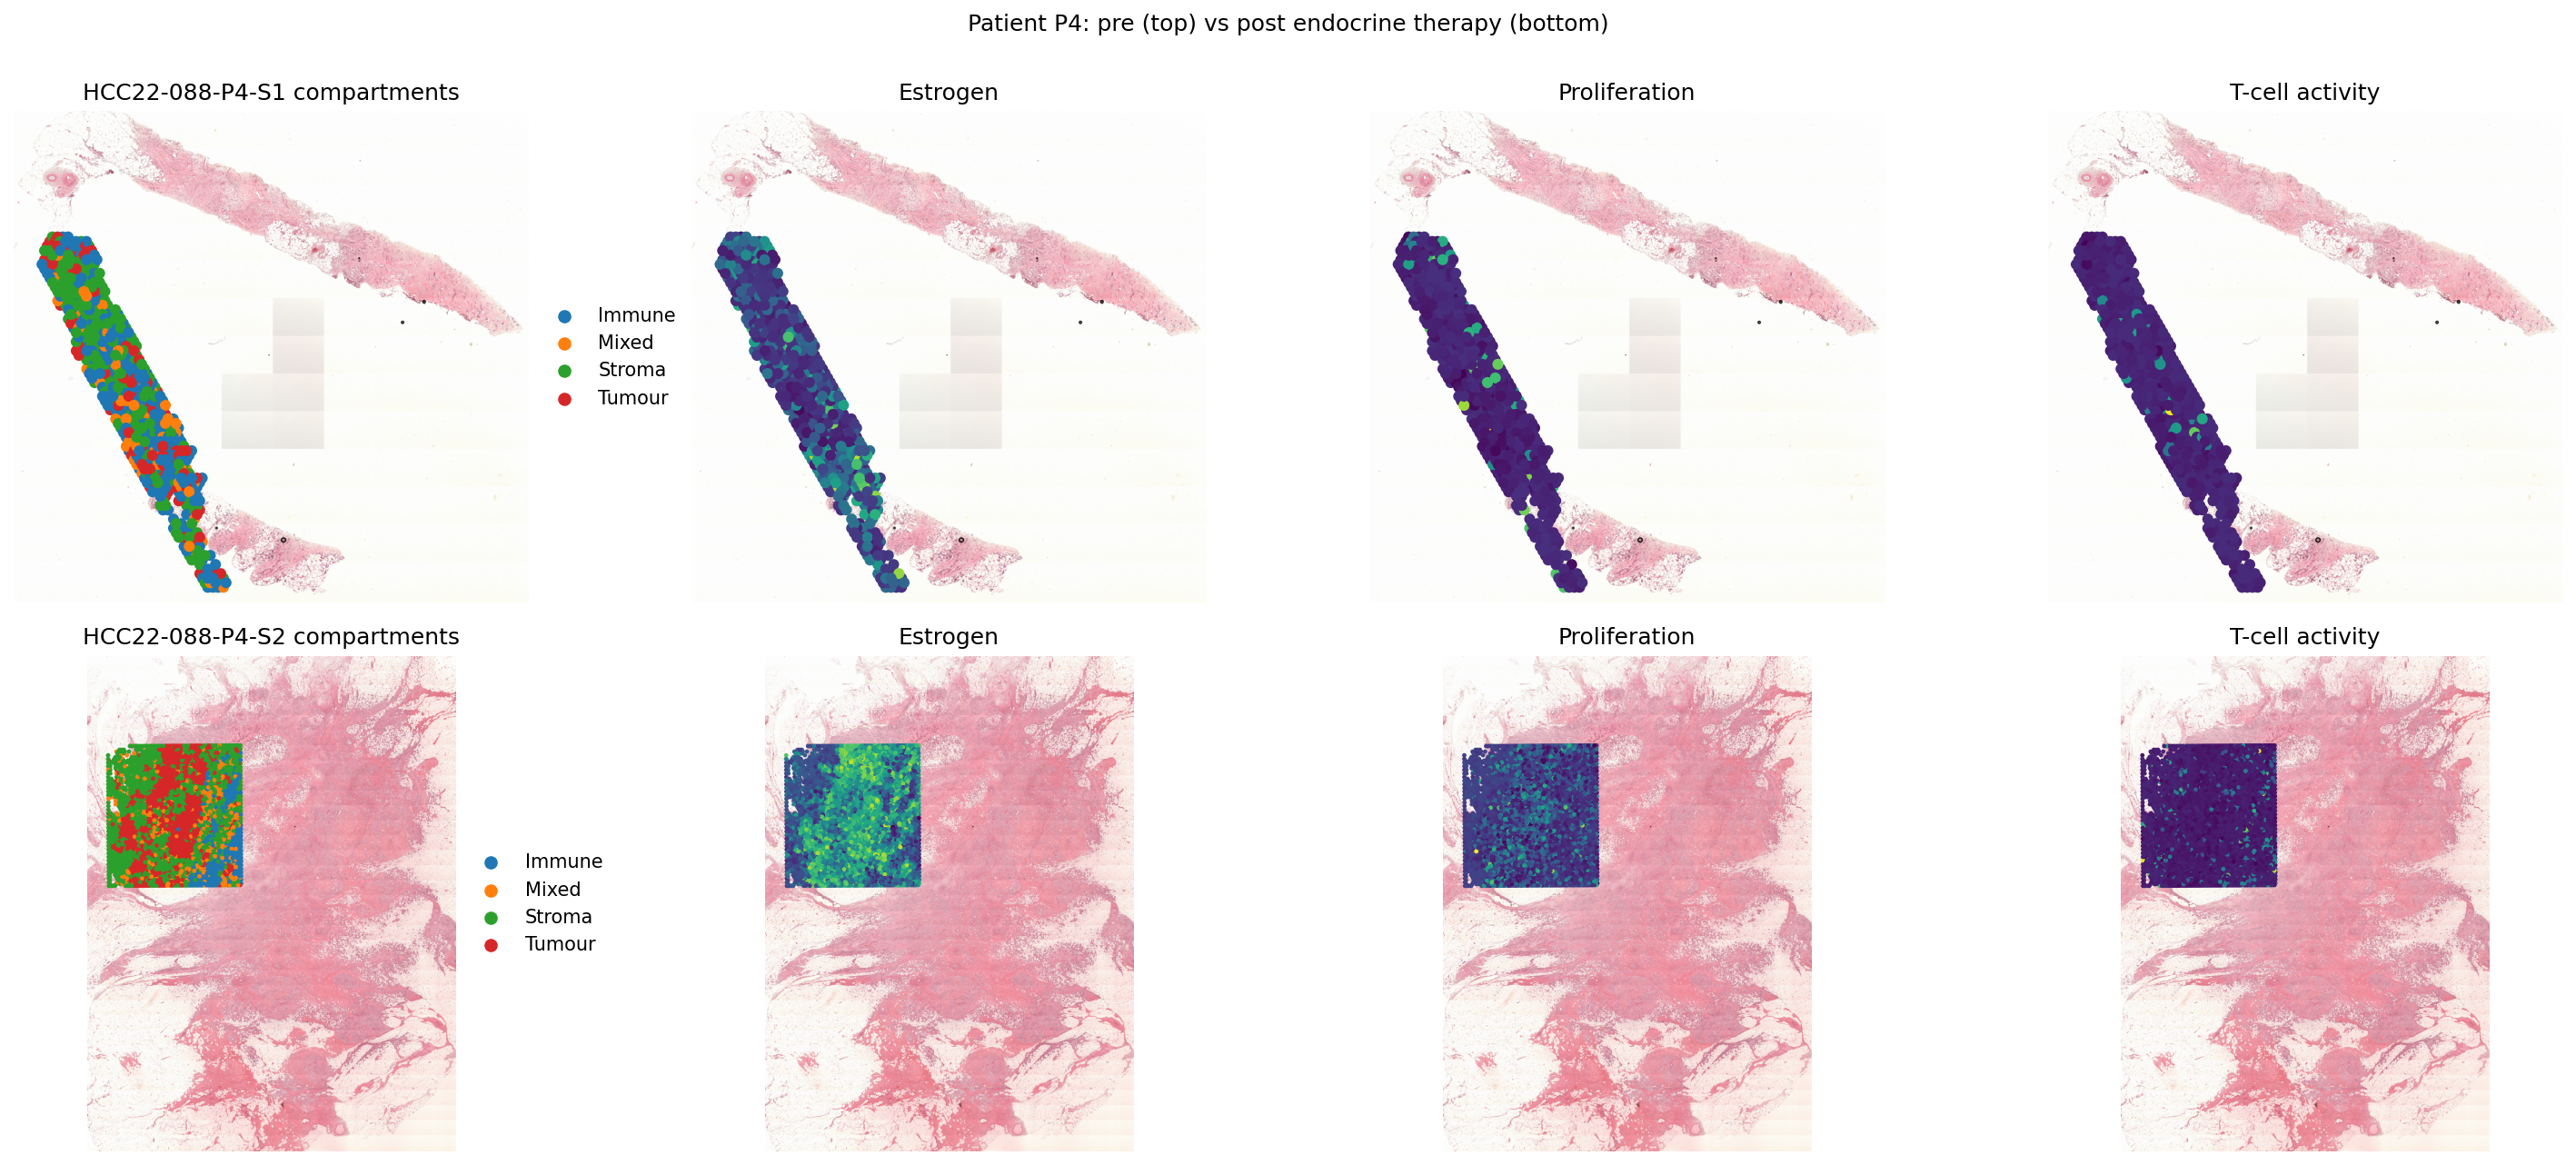 Patient P4: pre (top) vs post endocrine therapy (bottom)
HCC22-088-P4-S1 compartments
Estrogen
Proliferation
T-cell activity
Immune
Mixed
Stroma
Tumour
HCC22-088-P4-S2 compartments
Estrogen
Proliferation
T-cell activity
Immune
Mixed
Stroma
Tumour